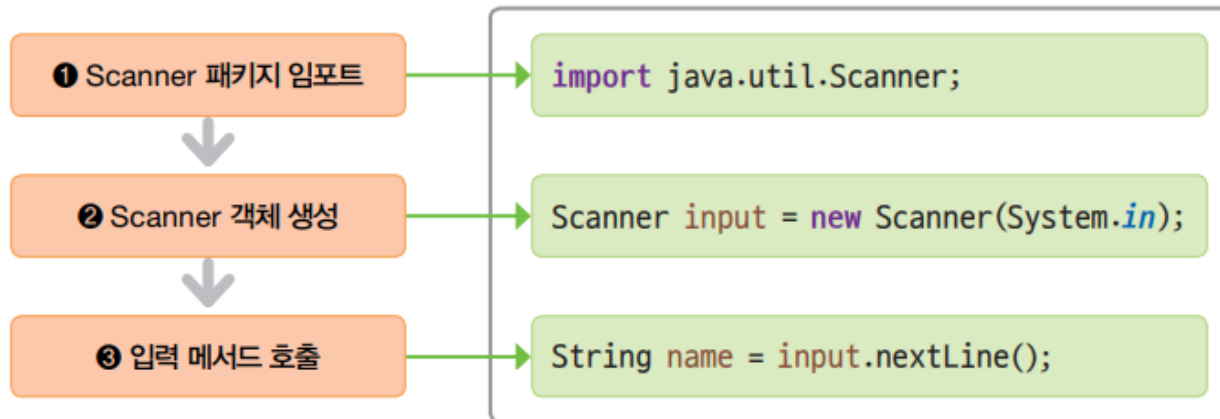 ❶ Scanner 패키지 임포트
import java.util.Scanner;
❷ Scanner 객체 생성
Scanner input = new Scanner(System.in);
❸ 입력 메서드 호출
String name = input.nextLine();